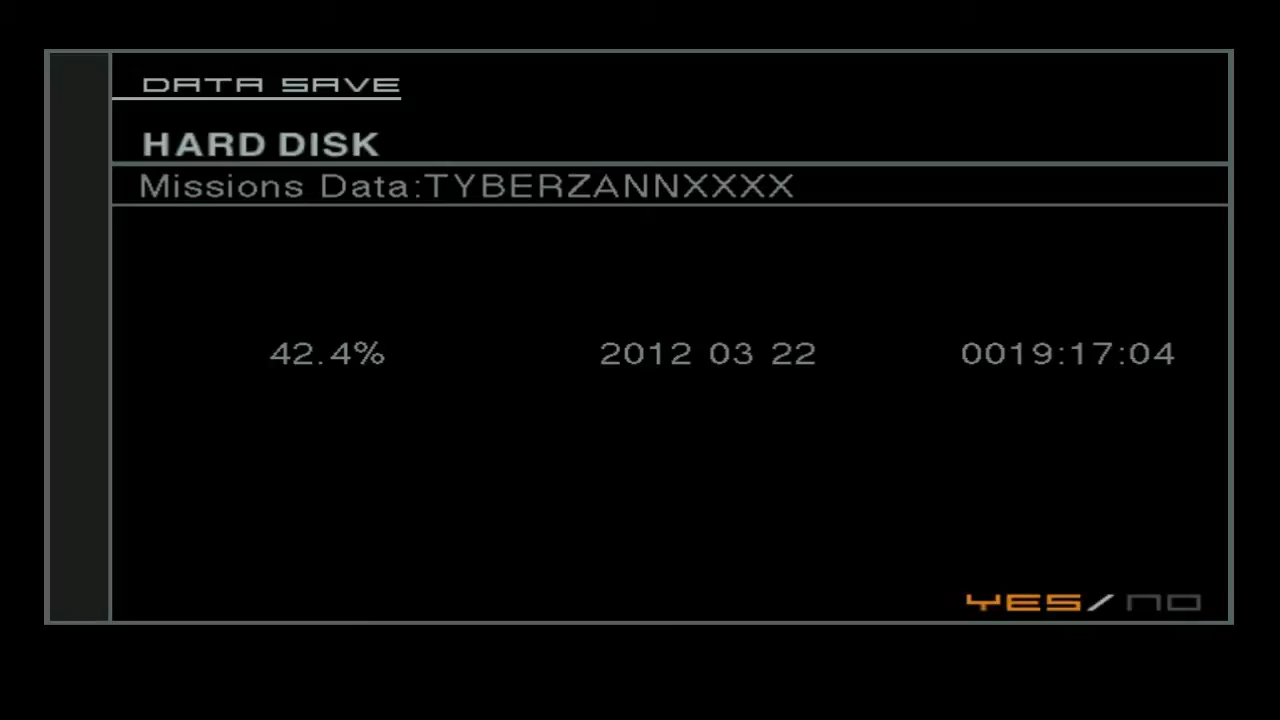 DATA SAVE
HARD DISK
Missions Data:TYBERZANNXXXX
42.4% 2012 03 22 0019:17:04
YES/NO